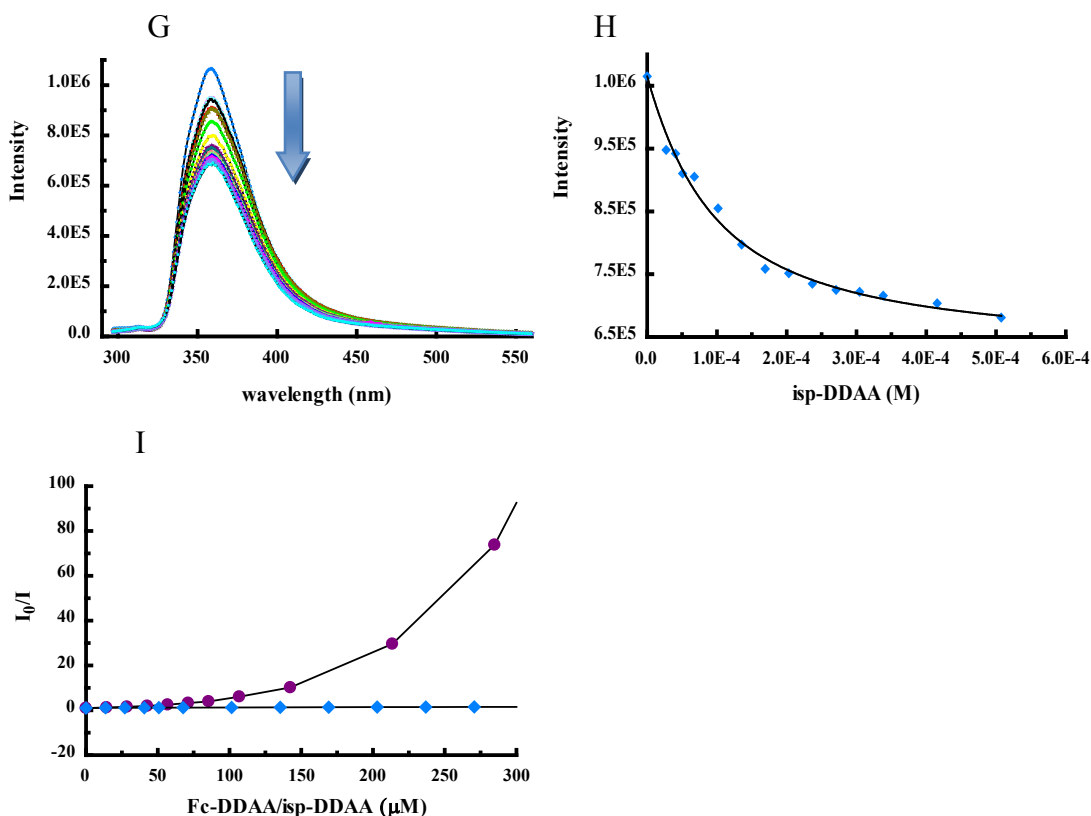 G
Intensity
1.0E6
8.0E5
6.0E5
4.0E5
2.0E5
0.0
300 350 400 450 500 550
wavelength (nm)
H
Intensity
1.0E6
9.5E5
8.5E5
7.5E5
6.5E5
0.0 1.0E-4 2.0E-4 3.0E-4 4.0E-4 5.0E-4 6.0E-4
isp-DDAA (M)
I
I0/I
100
80
60
40
20
0
-20
0 50 100 150 200 250 300
Fc-DDAA/isp-DDAA (μM)